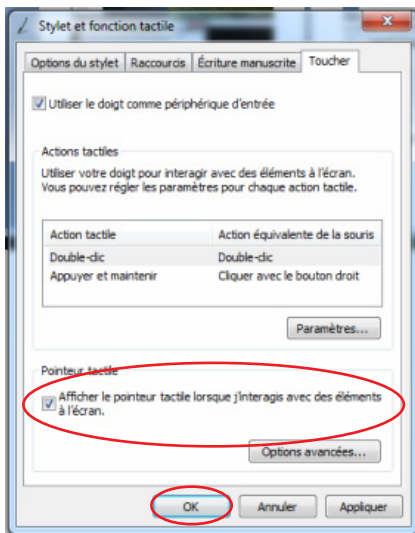 Stylet et fonction tactile
Options du stylet Raccourcis Écriture manuscrite Toucher
Utiliser le doigt comme périphérique d'entrée
Actions tactiles
Utiliser votre doigt pour interagir avec des éléments à l'écran.
Vous pouvez régler les paramètres pour chaque action tactile.
Action tactile Action équivalente de la souris
Double-clic Double-clic
Appuyer et maintenir Cliquer avec le bouton droit
Paramètres...
Pointeur tactile
Afficher le pointeur tactile lorsque j'interagis avec des éléments
à l'écran.
Options avancées...
OK Annuler Appliquer